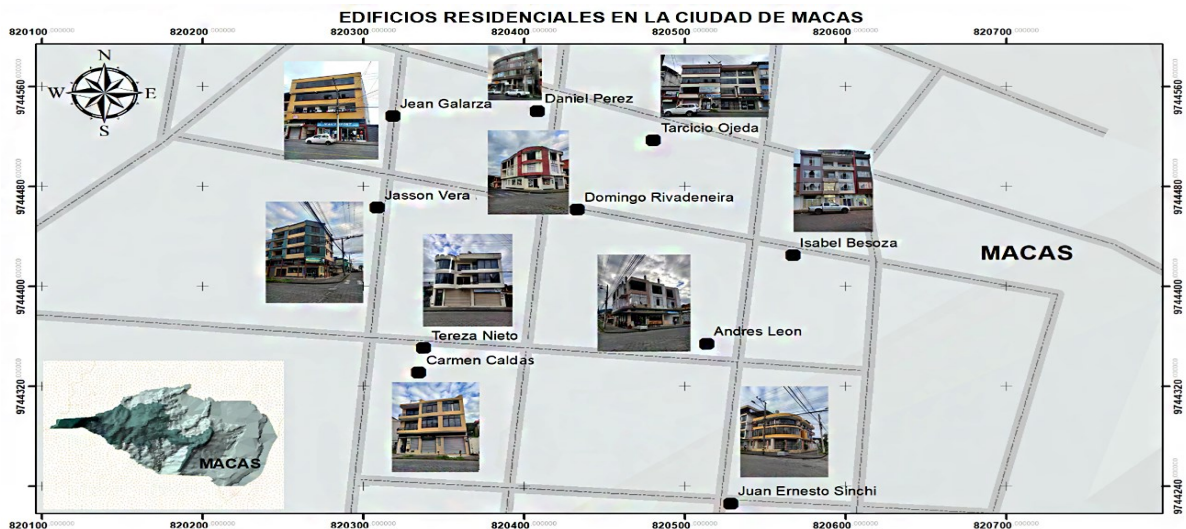 EDIFICIOS RESIDENCIALES EN LA CIUDAD DE MACAS
820100 820200 820300 820400 820500 820600 820700
N
W E
S
9744560 9744560
Jean Galarza
Daniel Perez
Tarcicio Ojeda
9744480 9744480
Jasson Vera
Domingo Rivadeneira
Isabel Besoza
MACAS
9744400 9744400
Andres Leon
Tereza Nieto
Carmen Caldas
9744320 9744320
MACAS
Juan Ernesto Sinchi
9744240
820100 820200 820300 820400 820500 820600 820700